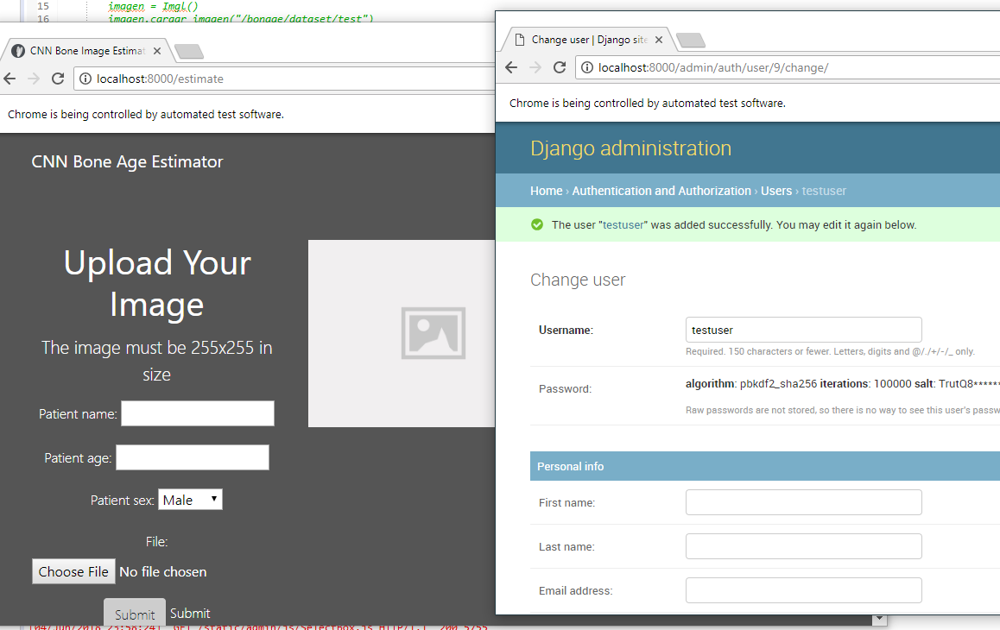 15 imagen = ImgI()
16 imagen.cargar_imagen("/bonage/dataset/test")
CNN Bone Image Estimat
localhost:8000/estimate
Chrome is being controlled by automated test software.
CNN Bone Age Estimator
Upload Your
Image
The image must be 255x255 in
size
Patient name:
Patient age:
Patient sex: Male
File:
Choose File No file chosen
Submit Submit
Change user | Django site
localhost:8000/admin/auth/user/9/change/
Chrome is being controlled by automated test software.
Django administration
Home › Authentication and Authorization › Users › testuser
The user "testuser" was added successfully. You may edit it again below.
Change user
Username: testuser
Required. 150 characters or fewer. Letters, digits and @/./+/-/_ only.
Password: algorithm: pbkdf2_sha256 iterations: 100000 salt: TrutQ8******
Raw passwords are not stored, so there is no way to see this user's passw
Personal info
First name:
Last name:
Email address:
[04/Jun/2018 23:58:24] "GET /static/admin/js/SelectBox.js HTTP/1.1" 200 5755